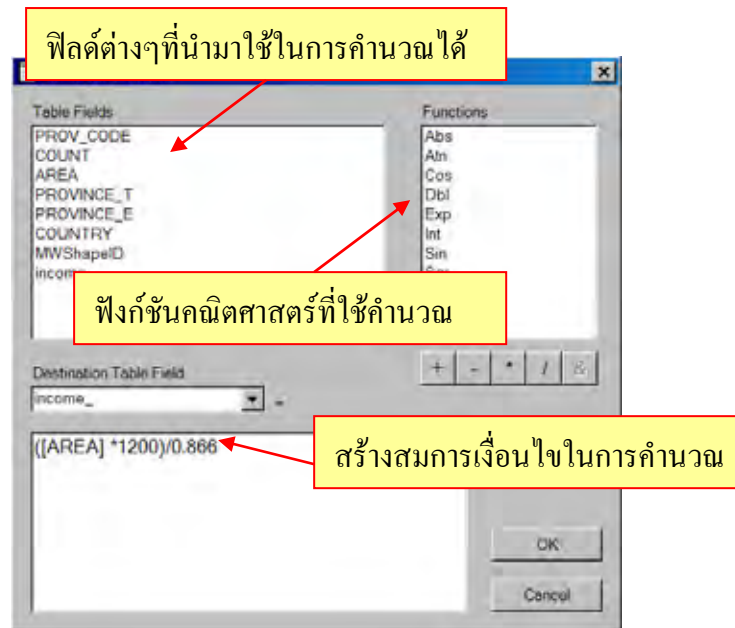 ฟิลด์ต่างๆที่นำมาใช้ในการคำนวณได้
Table Fields
PROV_CODE
COUNT
AREA
PROVINCE_T
PROVINCE_E
COUNTRY
MWShapeID
income_
Functions
Abs
Atn
Cos
Dbl
Exp
Int
Sin
ฟังก์ชันคณิตศาสตร์ที่ใช้คำนวณ
+ - * / &
Destination Table Field
income_ =
([AREA] *1200)/0.866
สร้างสมการเงื่อนไขในการคำนวณ
OK
Cancel